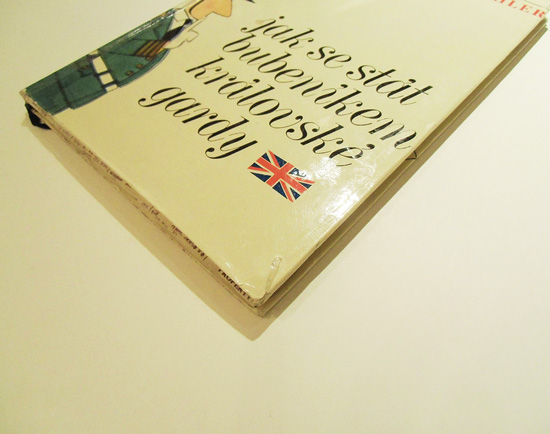 jak se stát
bubeníkem
královské
gardy